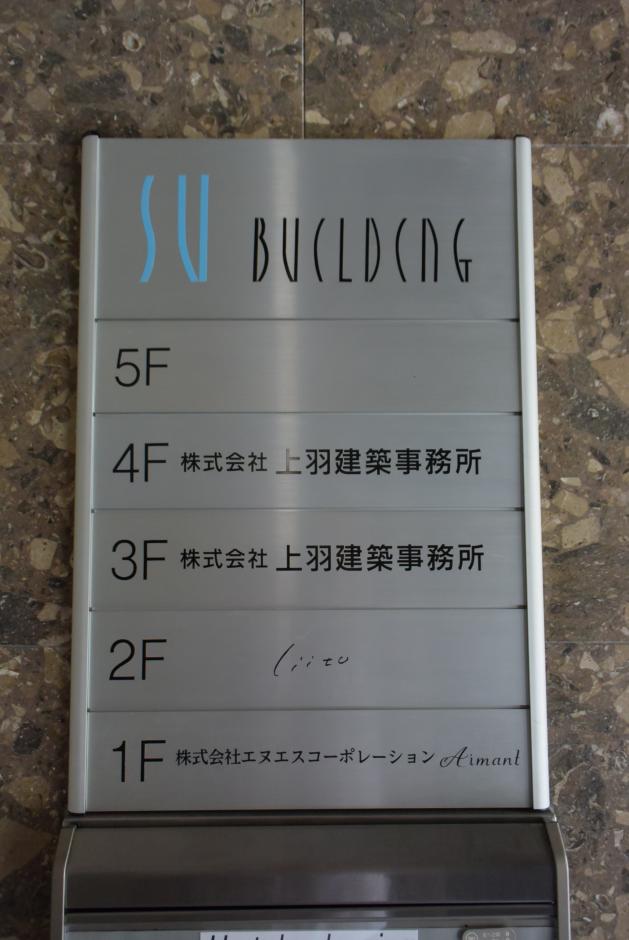 SU BUILDING
5F
4F 株式会社 上羽建築事務所
3F 株式会社 上羽建築事務所
2F liito
1F 株式会社エヌエスコーポレーション Aimant